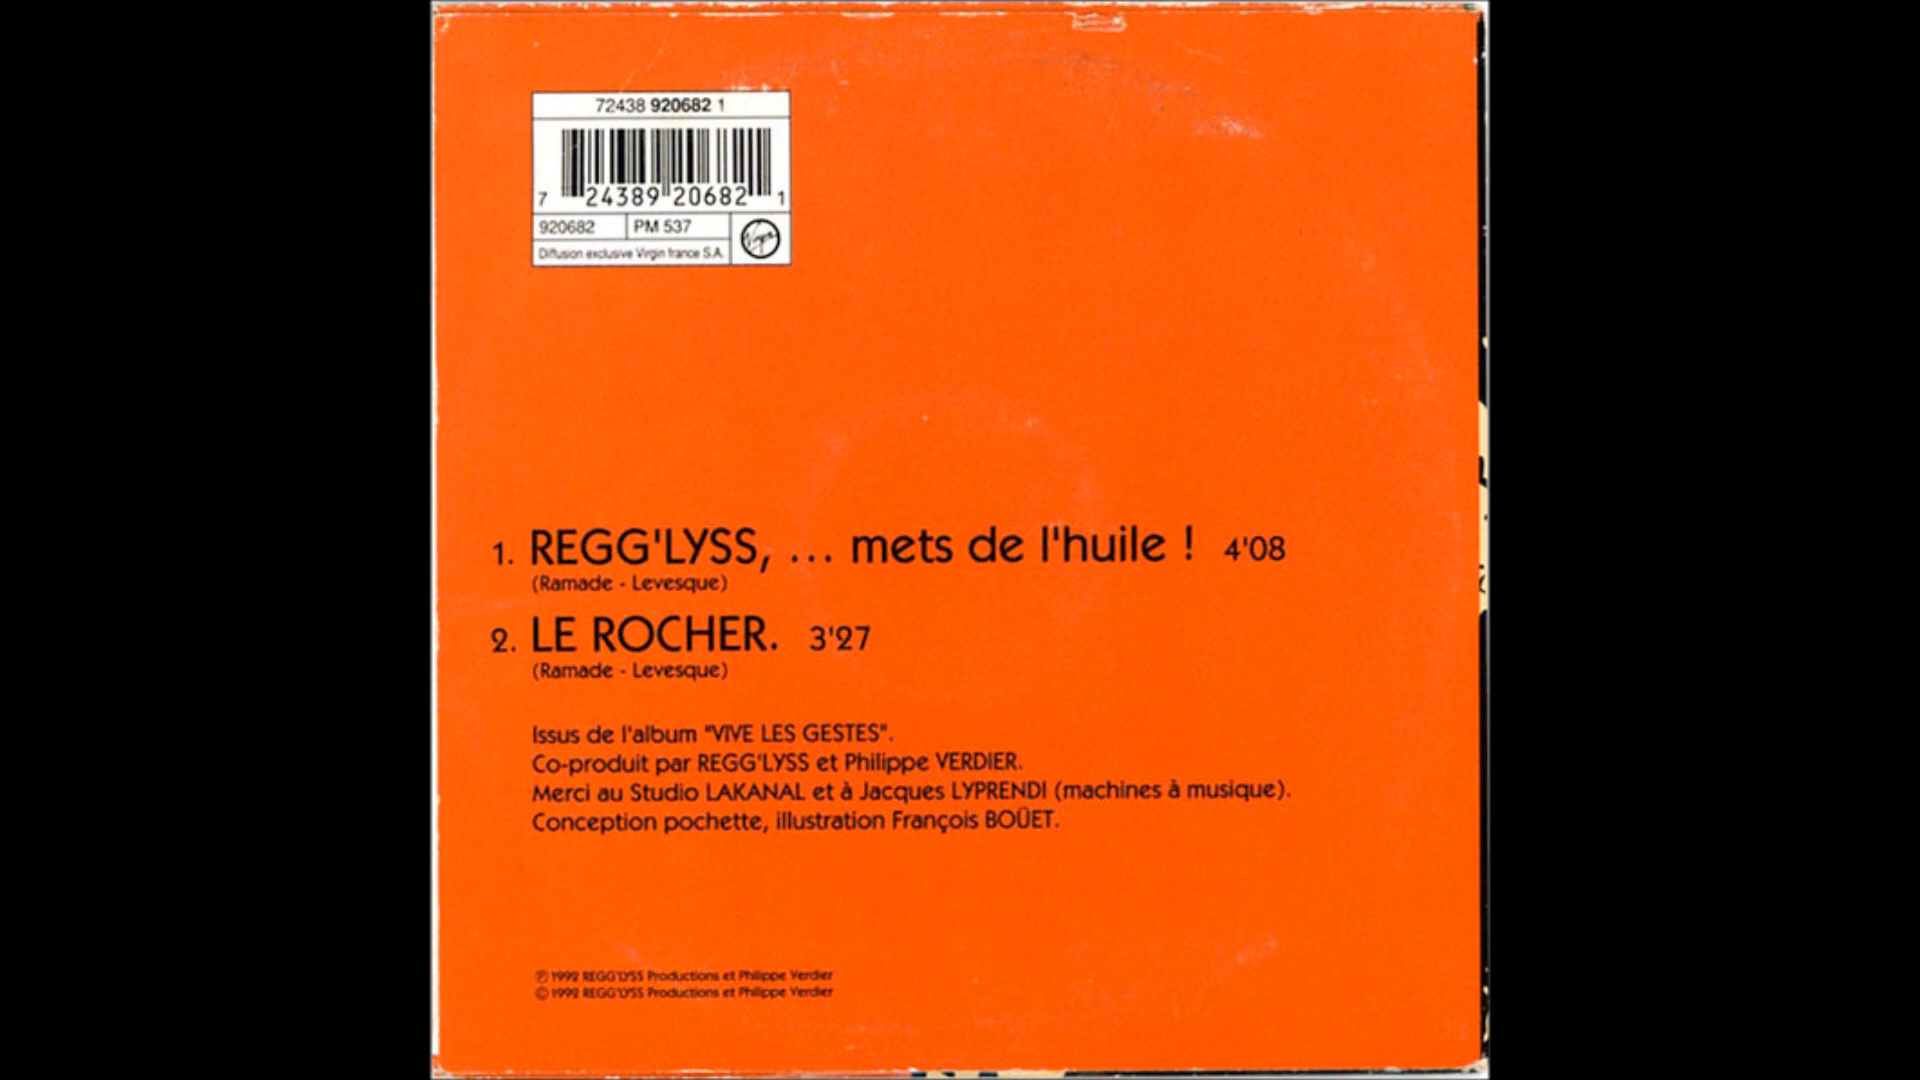 72438 920682 1
7 24389 20682 1
920682 PM 537
Diffusion exclusive Virgin france S.A.
Virgin
1. REGG'LYSS, ... mets de l'huile ! 4'08
(Ramade - Levesque)
2. LE ROCHER. 3'27
(Ramade - Levesque)
Issus de l'album "VIVE LES GESTES".
Co-produit par REGG'LYSS et Philippe VERDIER.
Merci au Studio LAKANAL et à Jacques LYPRENDI (machines à musique).
Conception pochette, illustration François BOÜET.
℗ 1992 REGG'LYSS Productions et Philippe Verdier
© 1992 REGG'LYSS Productions et Philippe Verdier